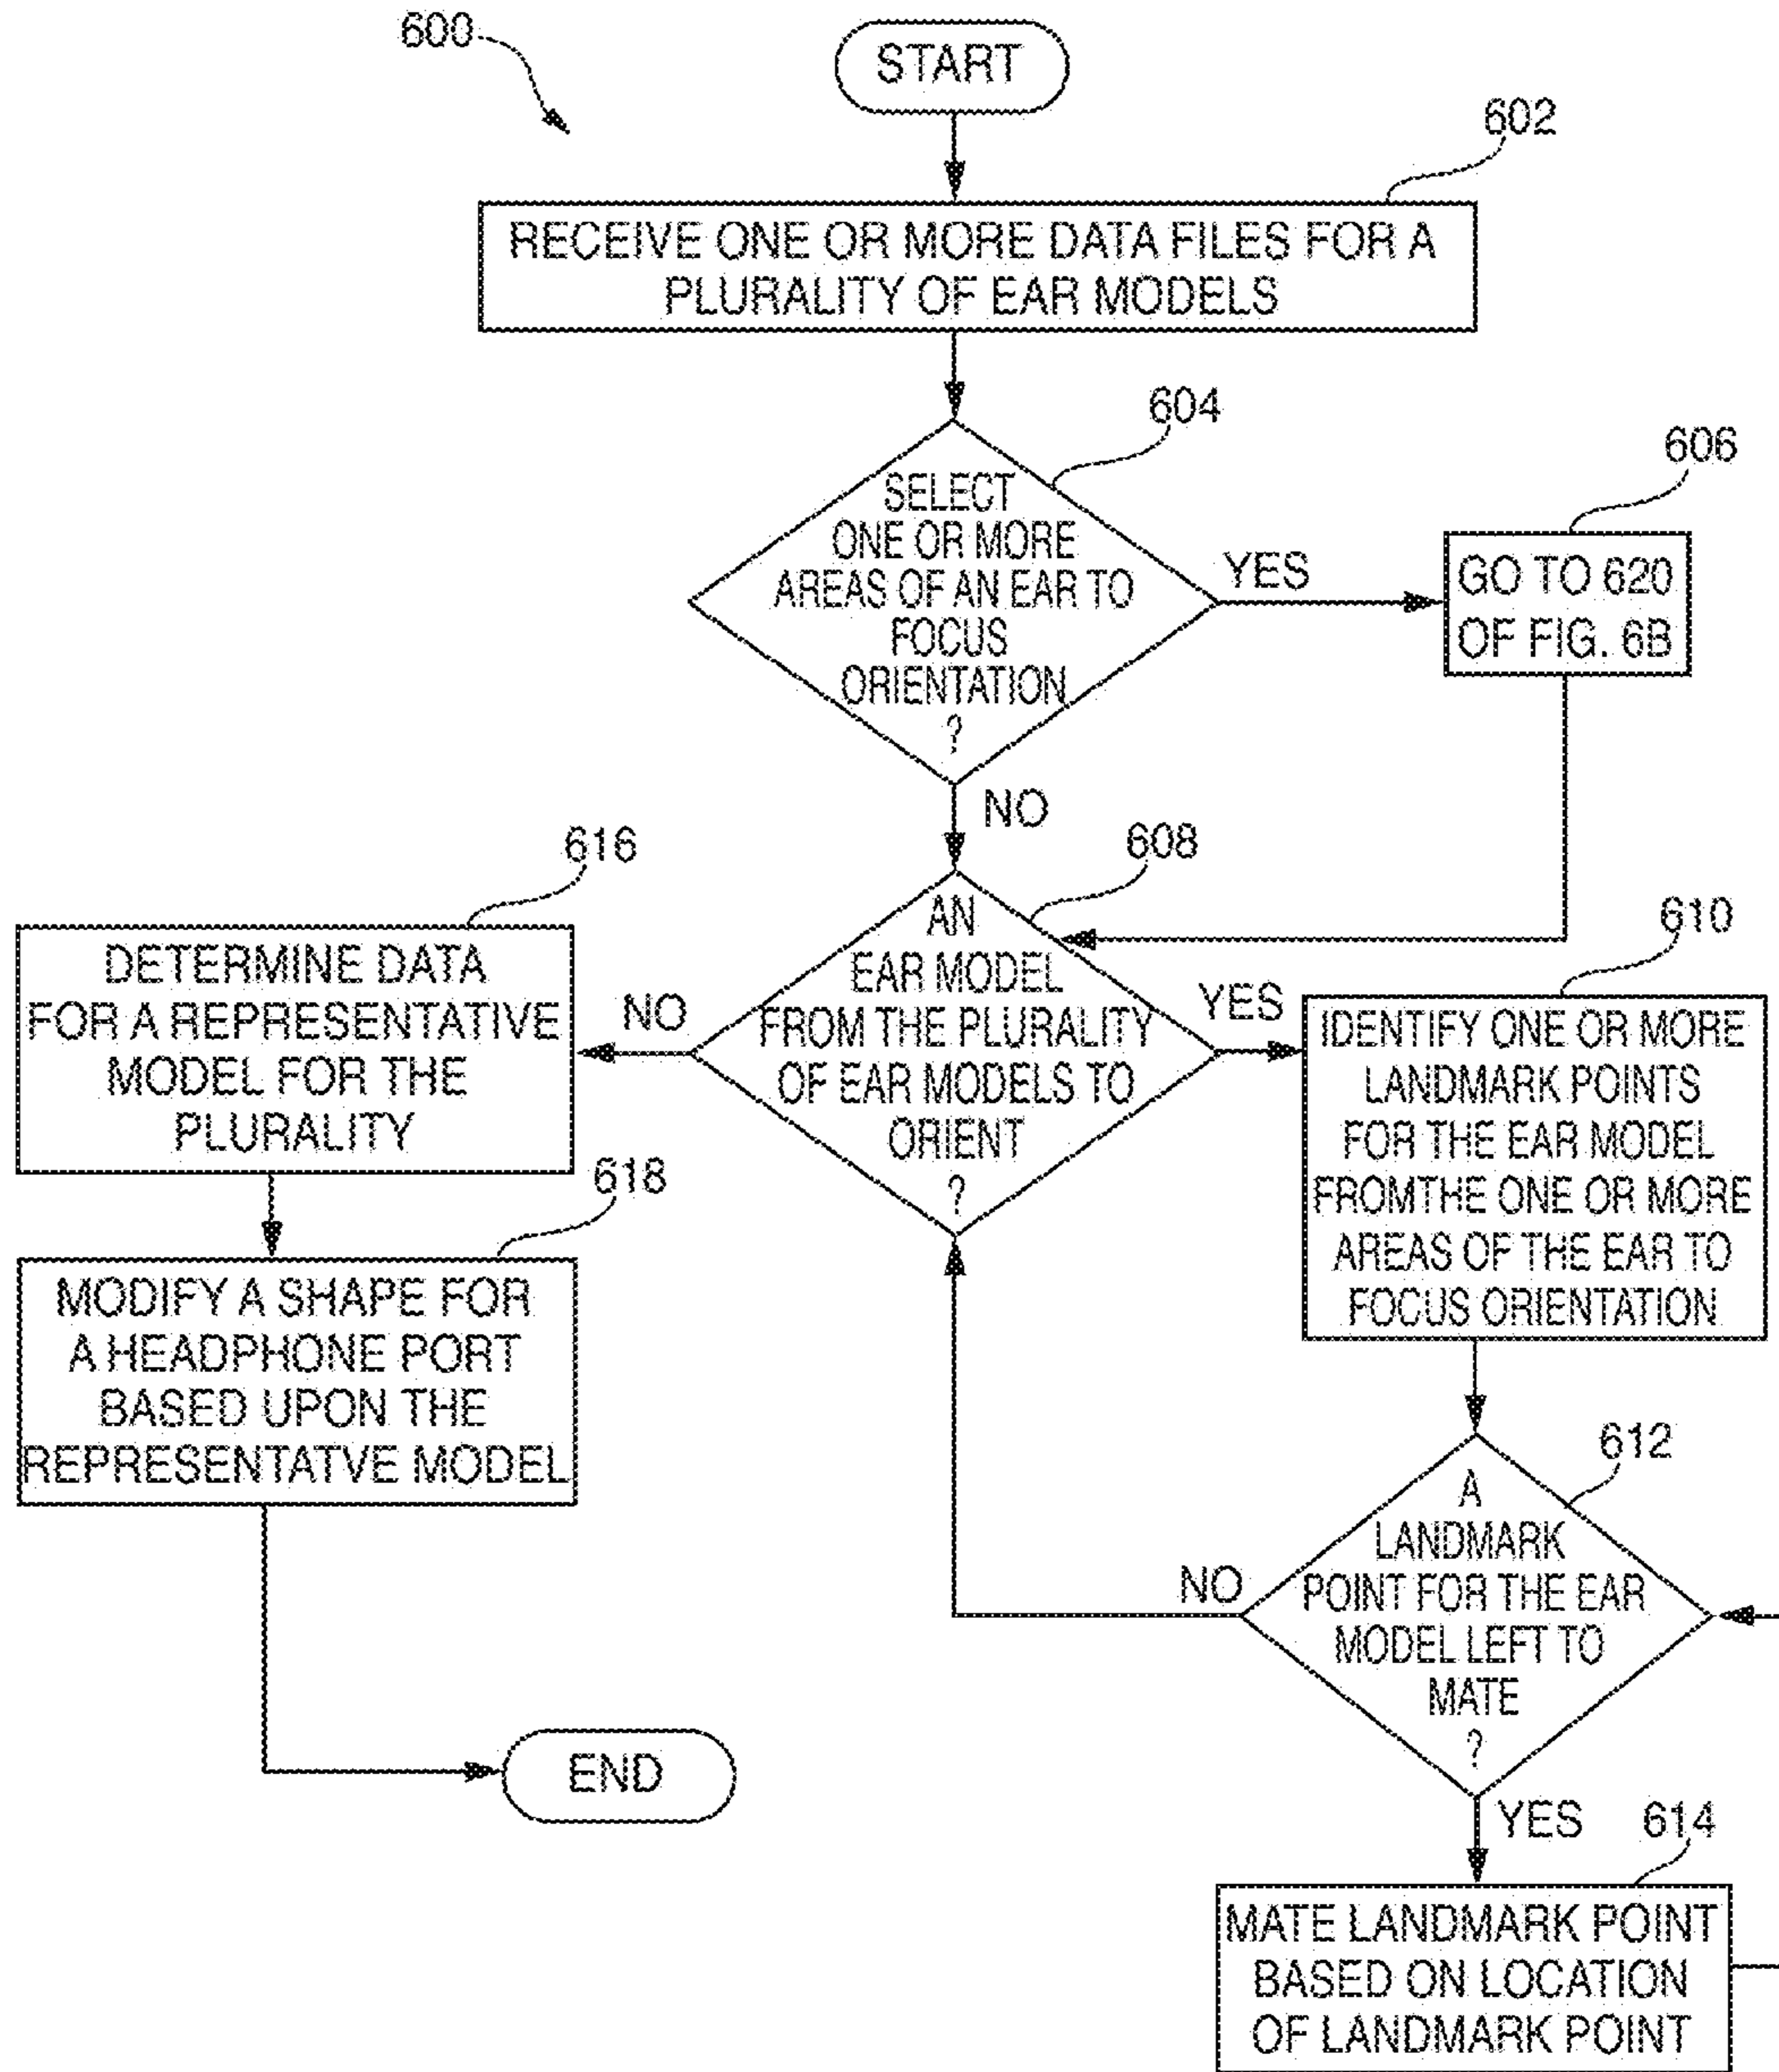 600
START
602
RECEIVE ONE OR MORE DATA FILES FOR A
PLURALITY OF EAR MODELS
604
SELECT
ONE OR MORE
AREAS OF AN EAR TO
FOCUS
ORIENTATION
?
YES
606
GO TO 620
OF FIG. 6B
NO
608
AN
EAR MODEL
FROM THE PLURALITY
OF EAR MODELS TO
ORIENT
?
NO
YES
616
DETERMINE DATA
FOR A REPRESENTATIVE
MODEL FOR THE
PLURALITY
618
MODIFY A SHAPE FOR
A HEADPHONE PORT
BASED UPON THE
REPRESENTATVE MODEL
END
610
IDENTIFY ONE OR MORE
LANDMARK POINTS
FOR THE EAR MODEL
FROMTHE ONE OR MORE
AREAS OF THE EAR TO
FOCUS ORIENTATION
612
A
LANDMARK
POINT FOR THE EAR
MODEL LEFT TO
MATE
?
NO
YES
614
MATE LANDMARK POINT
BASED ON LOCATION
OF LANDMARK POINT